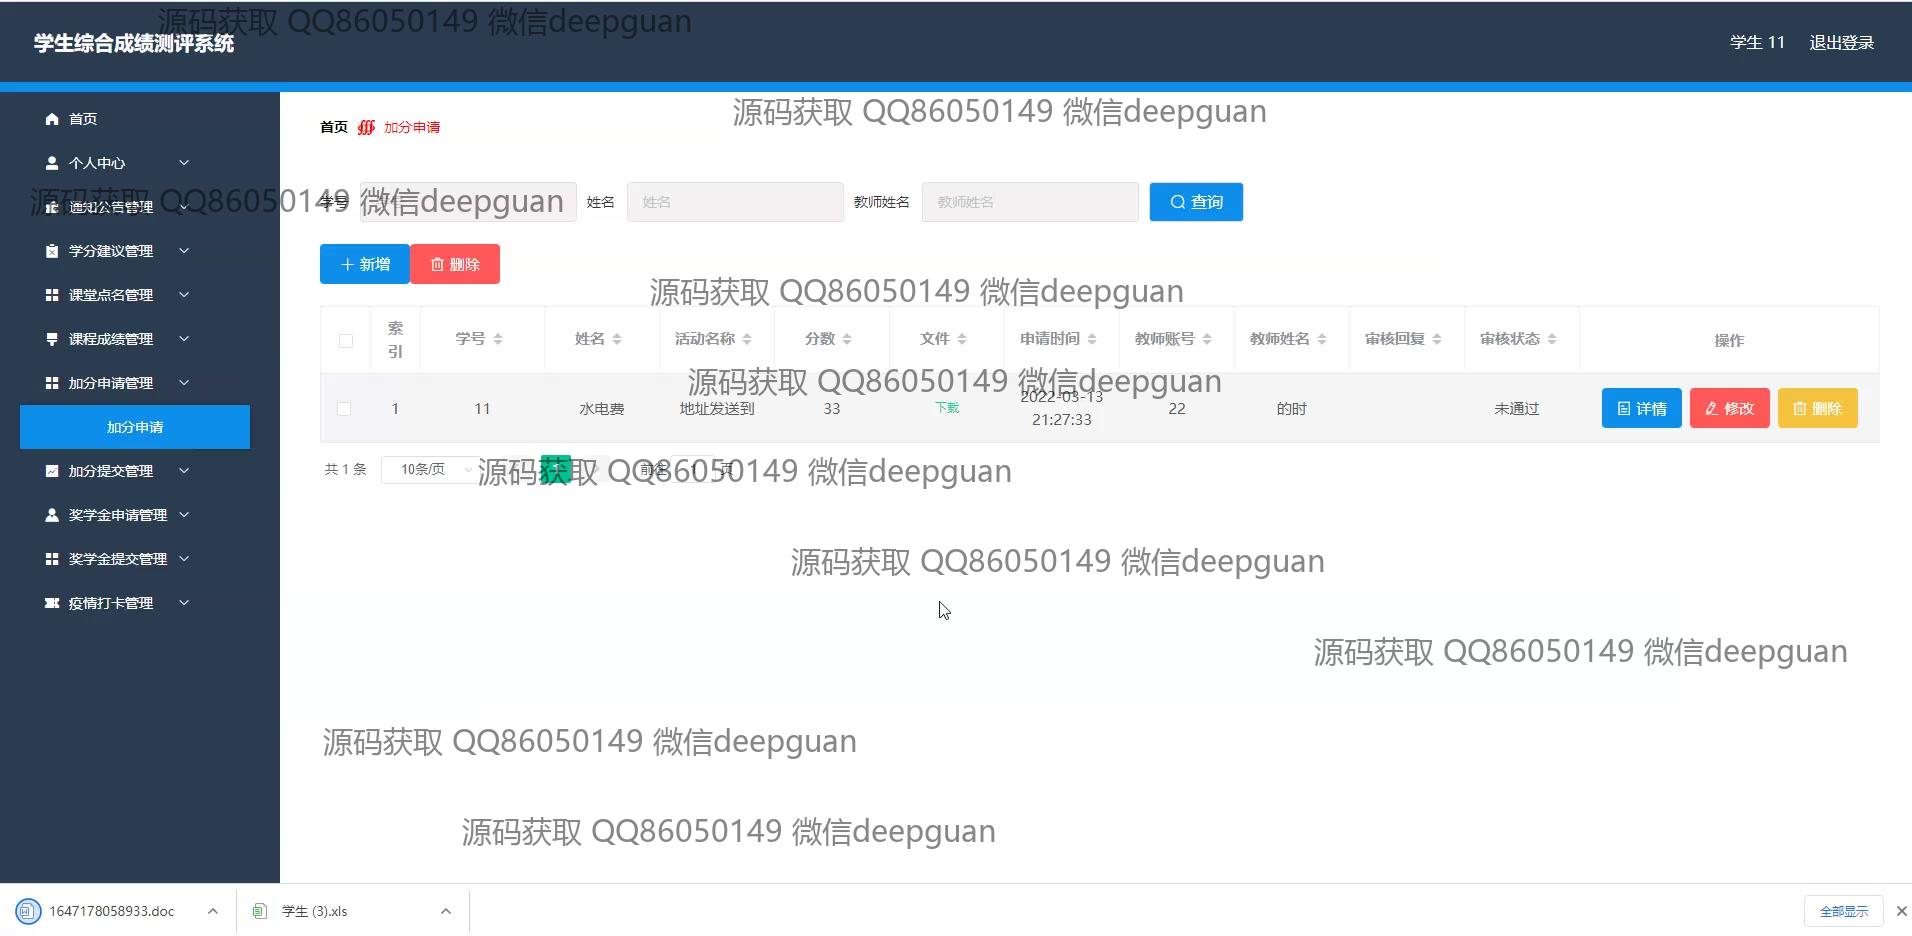 源码获取 QQ86050149 微信deepguan
学生综合成绩测评系统
学生 11 退出登录
首页
个人中心
通知公告管理
学分建议管理
课堂点名管理
课程成绩管理
加分申请管理
加分申请
加分提交管理
奖学金申请管理
奖学金提交管理
疫情打卡管理
源码获取 QQ86050149 微信deepguan
首页 加分申请
源码获取 QQ86050149 微信deepguan
学号 姓名 姓名 教师姓名 教师姓名 查询
新增 删除
源码获取 QQ86050149 微信deepguan
索引 学号 姓名 活动名称 分数 文件 申请时间 教师账号 教师姓名 审核回复 审核状态 操作
源码获取 QQ86050149 微信deepguan
1 11 水电费 地址发送到 33 下载 2022-03-13 21:27:33 22 的时 未通过 详情 修改 删除
共 1 条 10条/页 1 前往 1 页
源码获取 QQ86050149 微信deepguan
源码获取 QQ86050149 微信deepguan
源码获取 QQ86050149 微信deepguan
源码获取 QQ86050149 微信deepguan
源码获取 QQ86050149 微信deepguan
1647178058933.doc 学生 (3).xls 全部显示